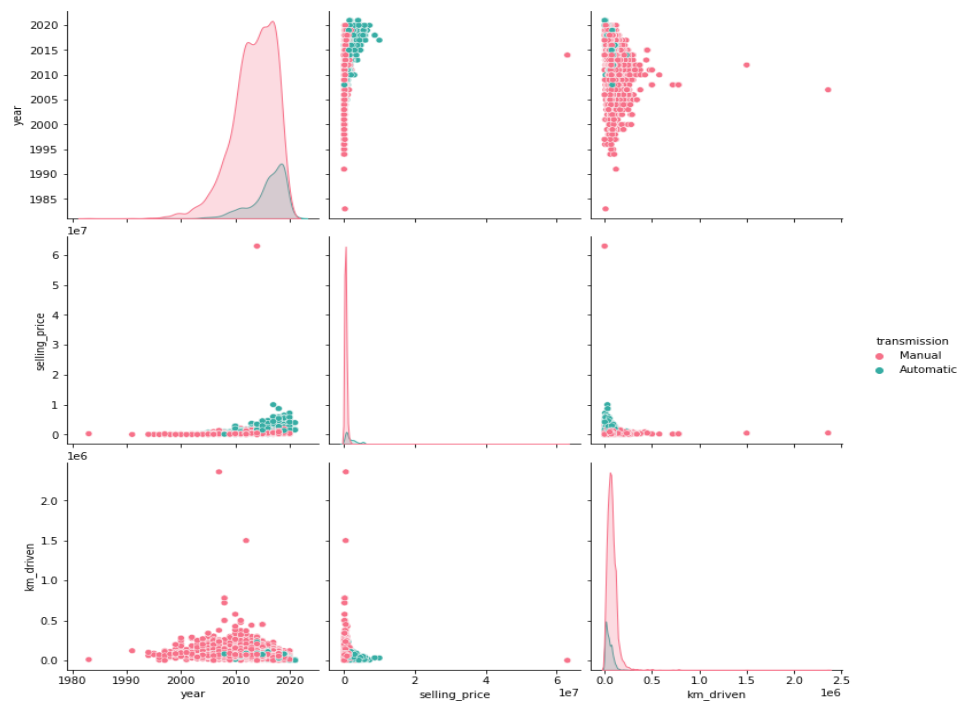 2020
2015
2010
2005
2000
1995
1990
1985
year
1e7
6
5
4
3
2
1
0
selling_price
transmission
Manual
Automatic
1e6
2.0
1.5
1.0
0.5
0.0
km_driven
1980 1990 2000 2010 2020
year
0 2 4 6
1e7
selling_price
0.0 0.5 1.0 1.5 2.0 2.5
1e6
km_driven